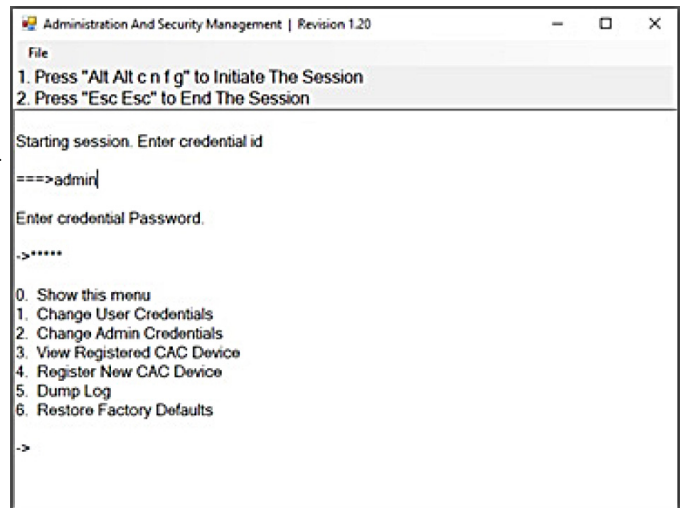 Administration And Security Management | Revision 1.20
File
1. Press "Alt Alt c n f g" to Initiate The Session
2. Press "Esc Esc" to End The Session
Starting session. Enter credential id
===>admin
Enter credential Password.
->*****
0. Show this menu
1. Change User Credentials
2. Change Admin Credentials
3. View Registered CAC Device
4. Register New CAC Device
5. Dump Log
6. Restore Factory Defaults
->